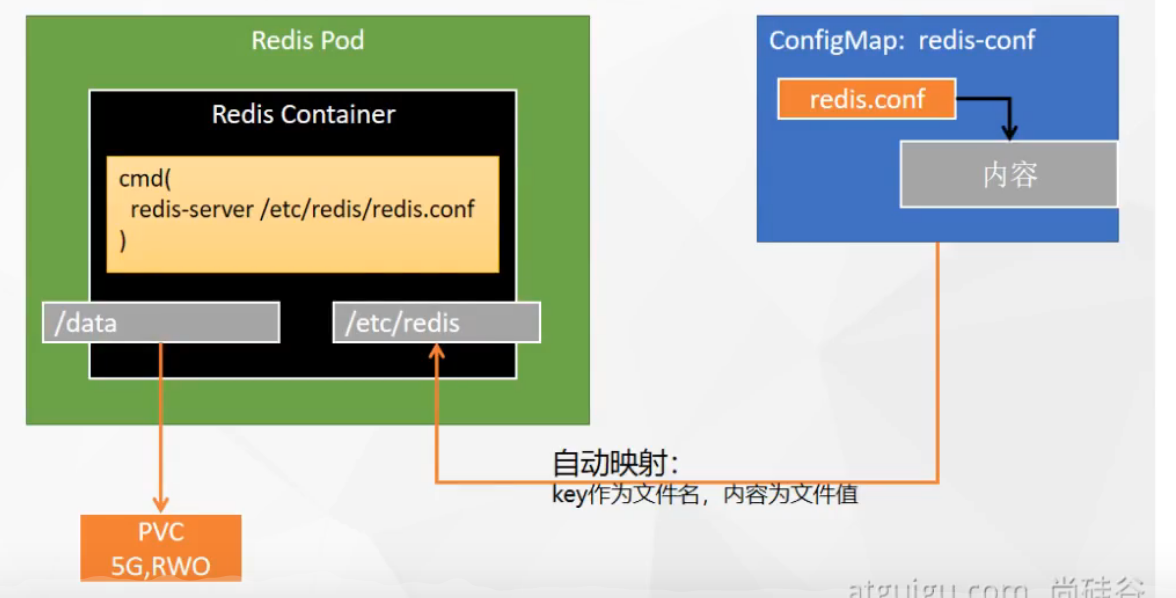 Redis Pod
Redis Container
cmd(
redis-server /etc/redis/redis.conf
)
/data
/etc/redis
PVC
5G,RWO
ConfigMap: redis-conf
redis.conf
内容
自动映射：
key作为文件名，内容为文件值
atguigu.com 尚硅谷